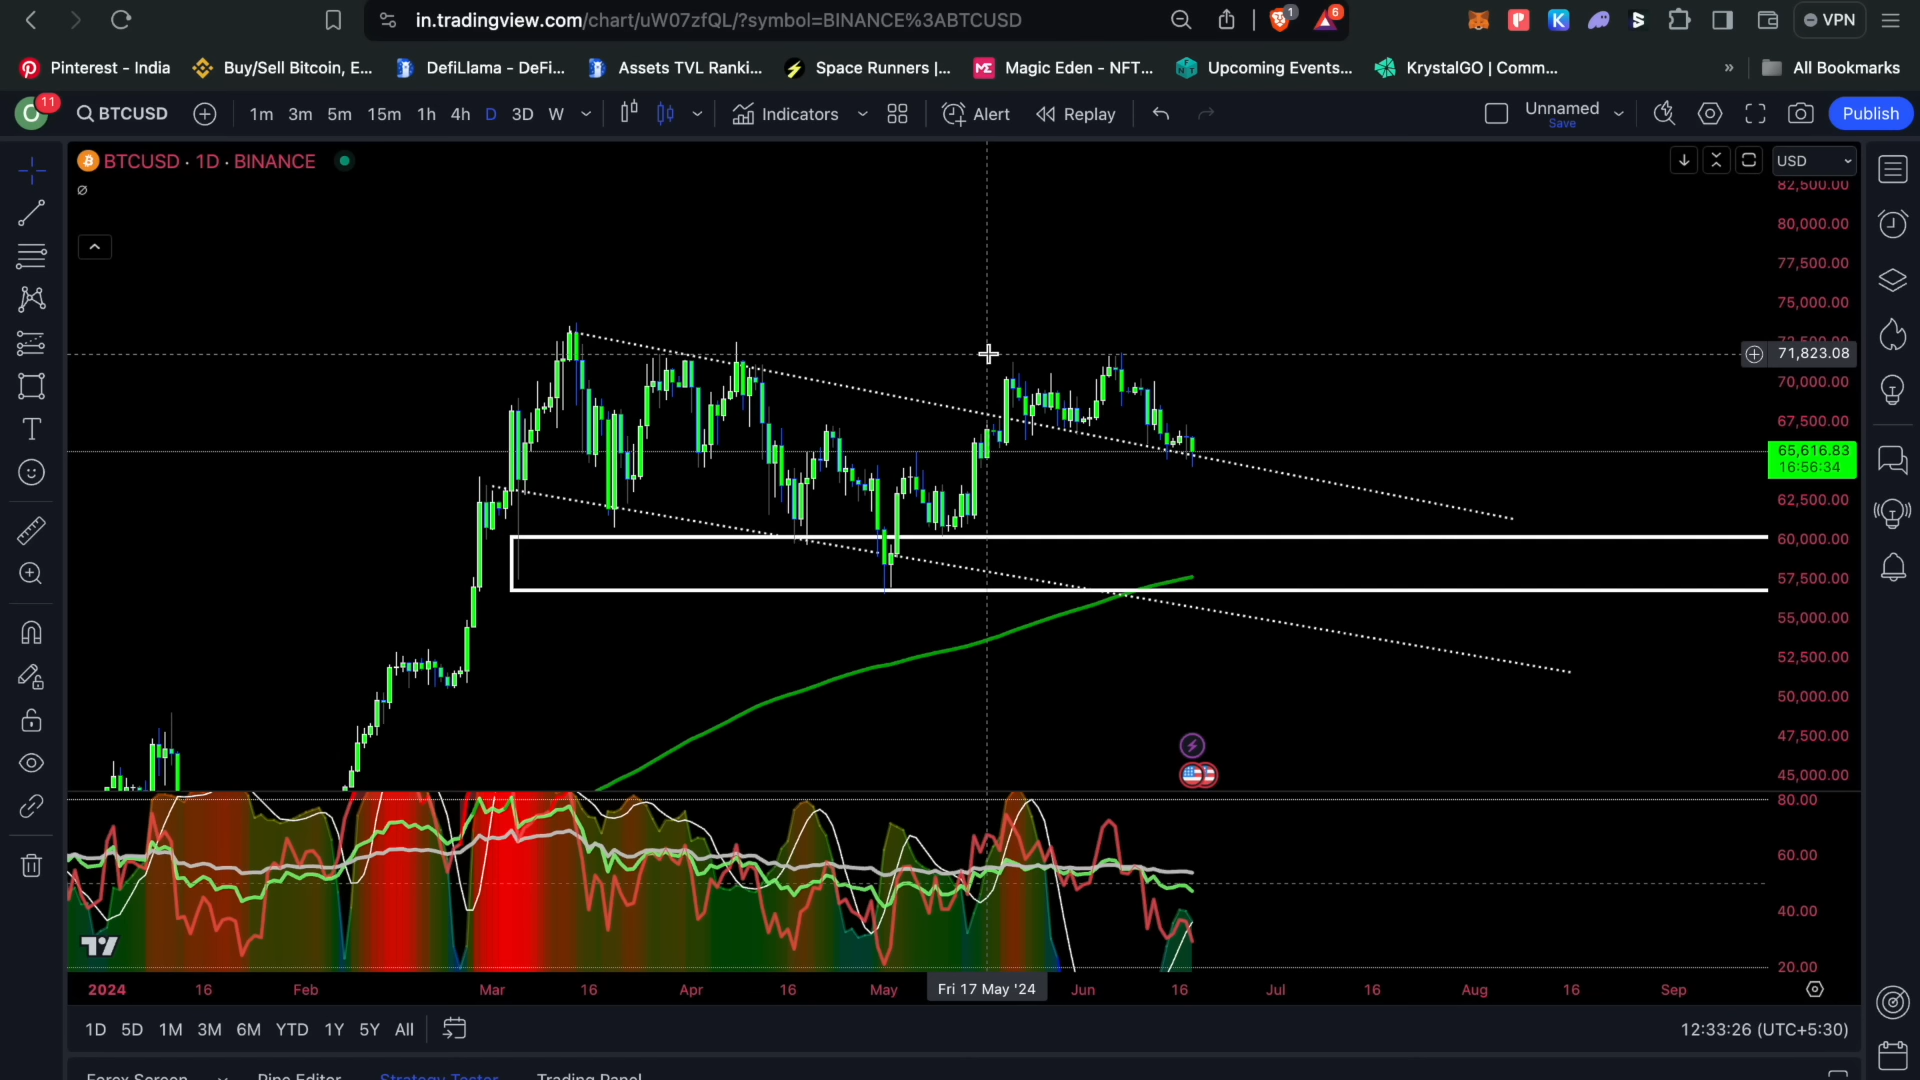 in.tradingview.com/chart/uW07zfQL/?symbol=BINANCE%3ABTCUSD
1
6
VPN
Pinterest - India
Buy/Sell Bitcoin, E...
DefiLlama - DeFi...
Assets TVL Ranki...
Space Runners |...
ME
Magic Eden - NFT...
Upcoming Events...
KrystalGO | Comm...
»
All Bookmarks
O
11
BTCUSD
1m 3m 5m 15m 1h 4h D 3D W
Indicators
Alert
Replay
Unnamed
Save
Publish
BTCUSD · 1D · BINANCE
USD
82,500.00
80,000.00
77,500.00
75,000.00
71,823.08
70,000.00
67,500.00
65,616.83
16:56:34
62,500.00
60,000.00
57,500.00
55,000.00
52,500.00
50,000.00
47,500.00
45,000.00
80.00
60.00
40.00
20.00
2024 16 Feb Mar 16 Apr 16 May Fri 17 May '24 Jun 16 Jul 16 Aug 16 Sep
1D 5D 1M 3M 6M YTD 1Y 5Y All
12:33:26 (UTC+5:30)
Forex Screen
Pine Editor
Strategy Tester
Trading Panel